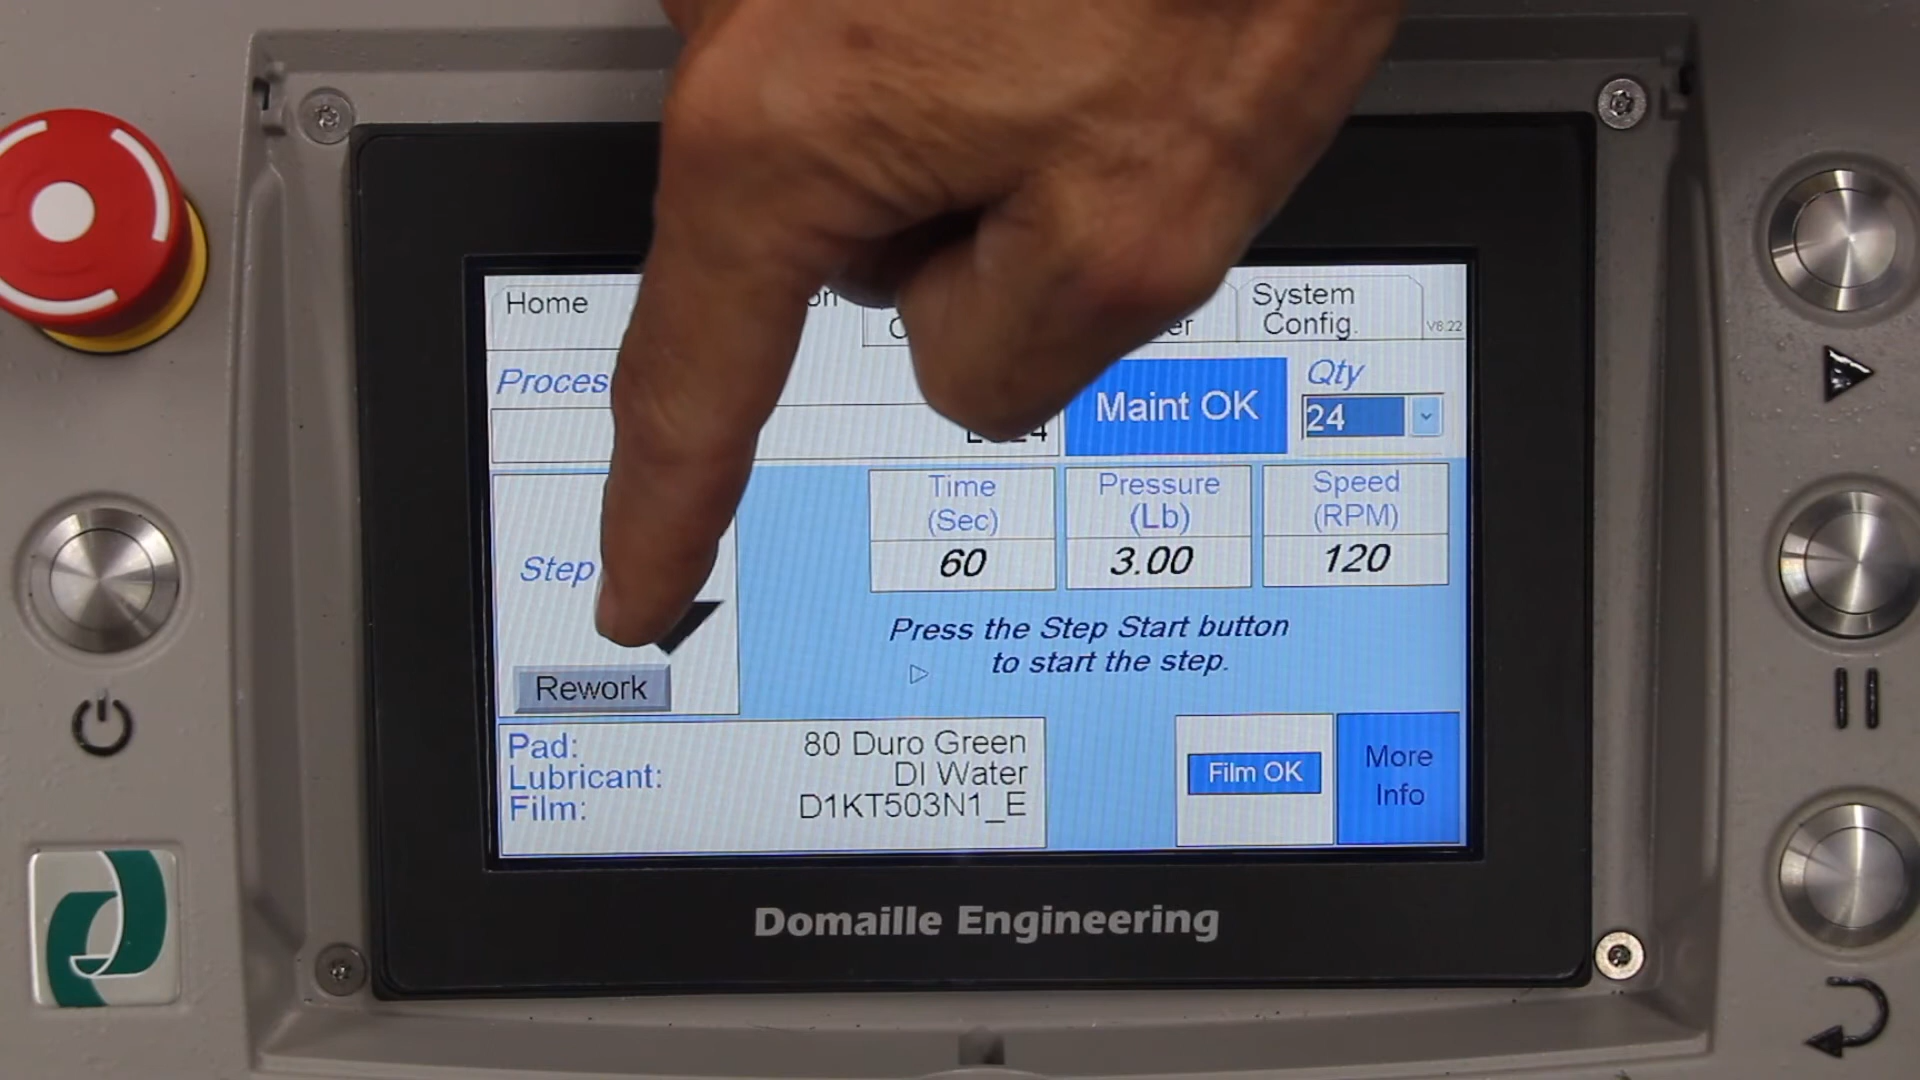 Home
System
Config.
V8.22
Maint OK
Qty
24
Time
(Sec)
60
Pressure
(Lb)
3.00
Speed
(RPM)
120
Step
Press the Step Start button
to start the step.
Rework
Pad: 80 Duro Green
Lubricant: DI Water
Film: D1KT503N1_E
Film OK
More
Info
Domaille Engineering